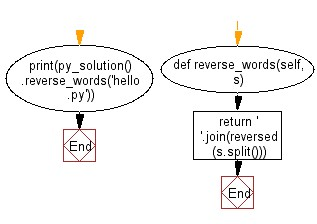 print(py_solution()
.reverse_words('hello
.py'))
End
def reverse_words(self,
s)
return '
'.join(reversed
(s.split()))
End